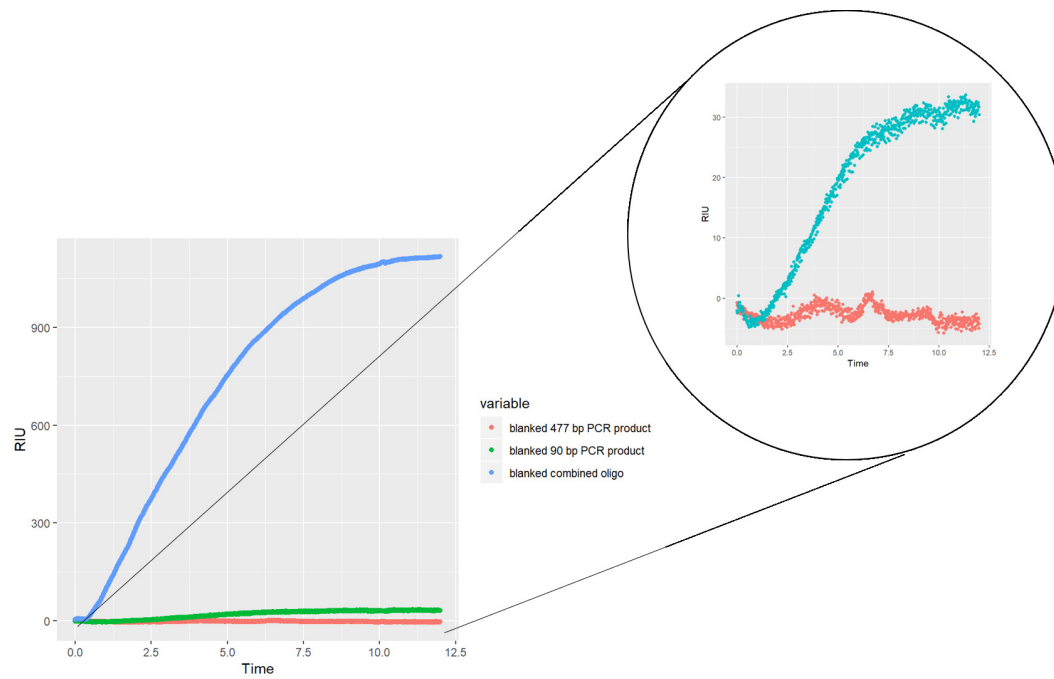 RIU
900
600
300
0
0.0 2.5 5.0 7.5 10.0 12.5
Time
variable
blanked 477 bp PCR product
blanked 90 bp PCR product
blanked combined oligo
RIU
30
20
10
0
0.0 2.5 5.0 7.5 10.0 12.5
Time